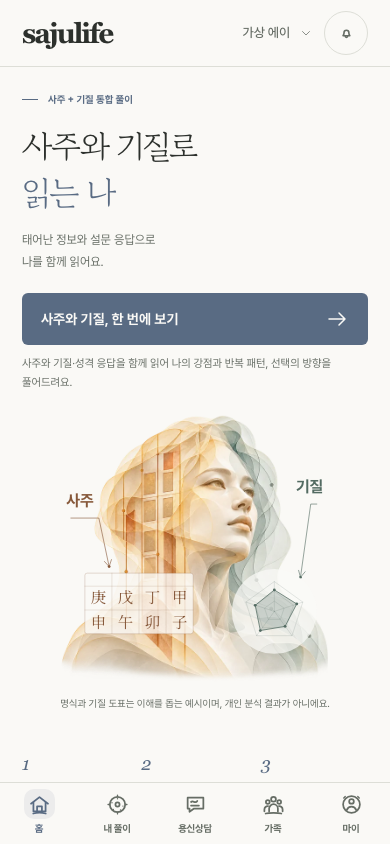 sajulife
가상 에이
사주 + 기질 통합 풀이
사주와 기질로
읽는 나
태어난 정보와 설문 응답으로
나를 함께 읽어요.
사주와 기질, 한 번에 보기
사주와 기질·성격 응답을 함께 읽어 나의 강점과 반복 패턴, 선택의 방향을
풀어드려요.
사주
기질
庚 戊 丁 甲
申 午 卯 子
명식과 기질 도표는 이해를 돕는 예시이며, 개인 분석 결과가 아니에요.
1 2 3
홈 내 풀이 용신상담 가족 마이